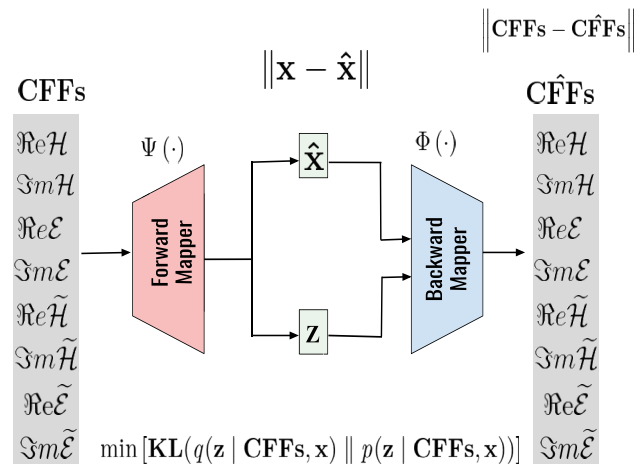 ‖CFFs − CF̂Fs‖
‖x − x̂‖
CFFs
CF̂Fs
Ψ(·)
Φ(·)
ℜeℋ
ℑmℋ
ℜeℰ
ℑmℰ
ℜeℋ̃
ℑmℋ̃
ℜeℰ̃
ℑmℰ̃
Forward
Mapper
x̂
z
Backward
Mapper
ℜeℋ
ℑmℋ
ℜeℰ
ℑmℰ
ℜeℋ̃
ℑmℋ̃
ℜeℰ̃
ℑmℰ̃
min [KL(q(z | CFFs, x) ‖ p(z | CFFs, x))]